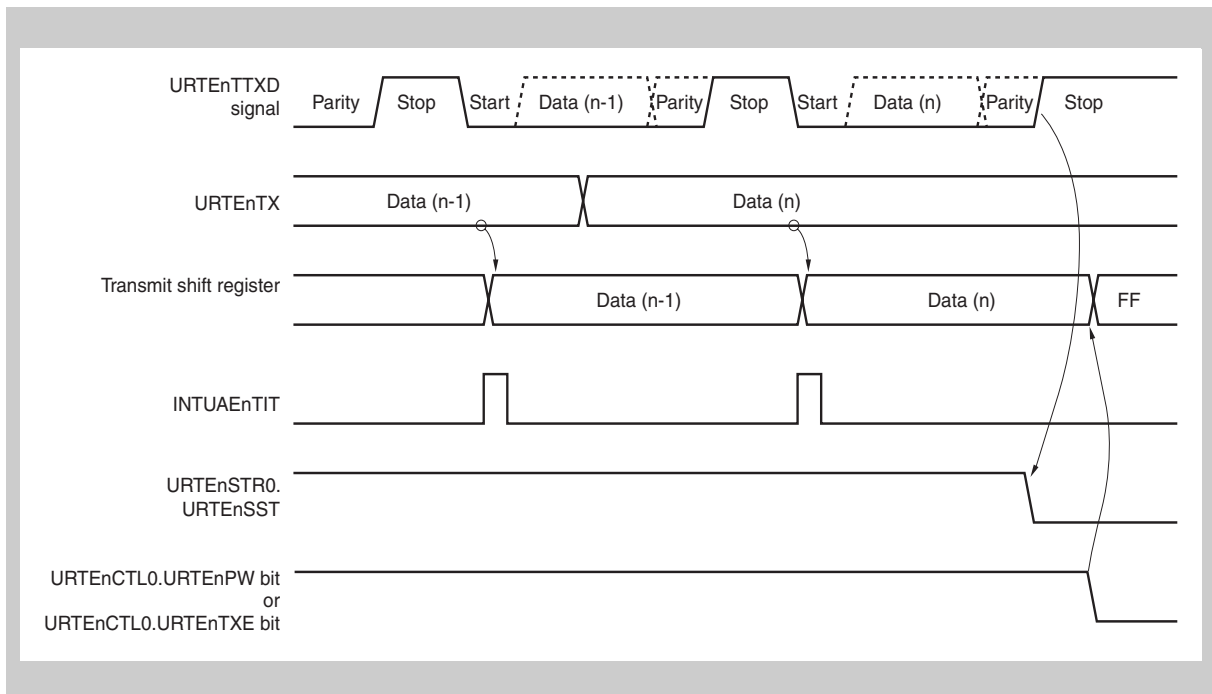 URTEnTTXD
signal
Parity Stop Start Data (n-1) Parity Stop Start Data (n) Parity Stop
URTEnTX
Data (n-1) Data (n)
Transmit shift register
Data (n-1) Data (n) FF
INTUAEnTIT
URTEnSTR0.
URTEnSST
URTEnCTL0.URTEnPW bit
or
URTEnCTL0.URTEnTXE bit